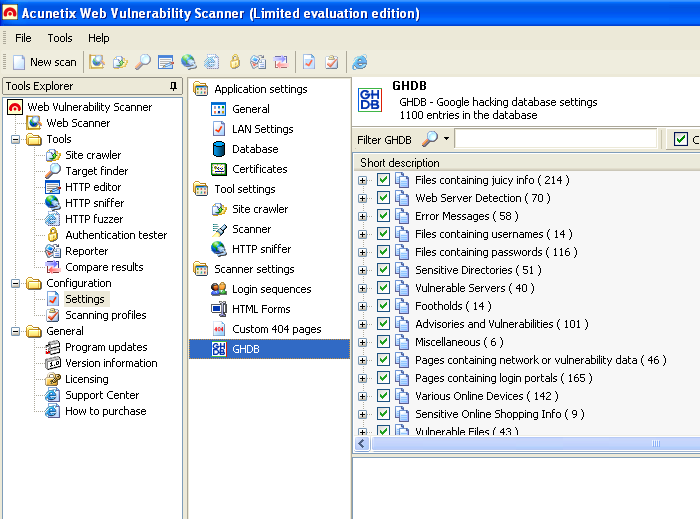 Acunetix Web Vulnerability Scanner (Limited evaluation edition)
File Tools Help
New scan
Tools Explorer
Web Vulnerability Scanner
Web Scanner
Tools
Site crawler
Target finder
HTTP editor
HTTP sniffer
HTTP fuzzer
Authentication tester
Reporter
Compare results
Configuration
Settings
Scanning profiles
General
Program updates
Version information
Licensing
Support Center
How to purchase
Application settings
General
LAN Settings
Database
Certificates
Tool settings
Site crawler
Scanner
HTTP sniffer
Scanner settings
Login sequences
HTML Forms
Custom 404 pages
GHDB
GHDB
GHDB
GHDB - Google hacking database settings
1100 entries in the database
Filter GHDB
C
Short description
Files containing juicy info ( 214 )
Web Server Detection ( 70 )
Error Messages ( 58 )
Files containing usernames ( 14 )
Files containing passwords ( 116 )
Sensitive Directories ( 51 )
Vulnerable Servers ( 40 )
Footholds ( 14 )
Advisories and Vulnerabilities ( 101 )
Miscellaneous ( 6 )
Pages containing network or vulnerability data ( 46 )
Pages containing login portals ( 165 )
Various Online Devices ( 142 )
Sensitive Online Shopping Info ( 9 )
Vulnerable Files ( 43 )